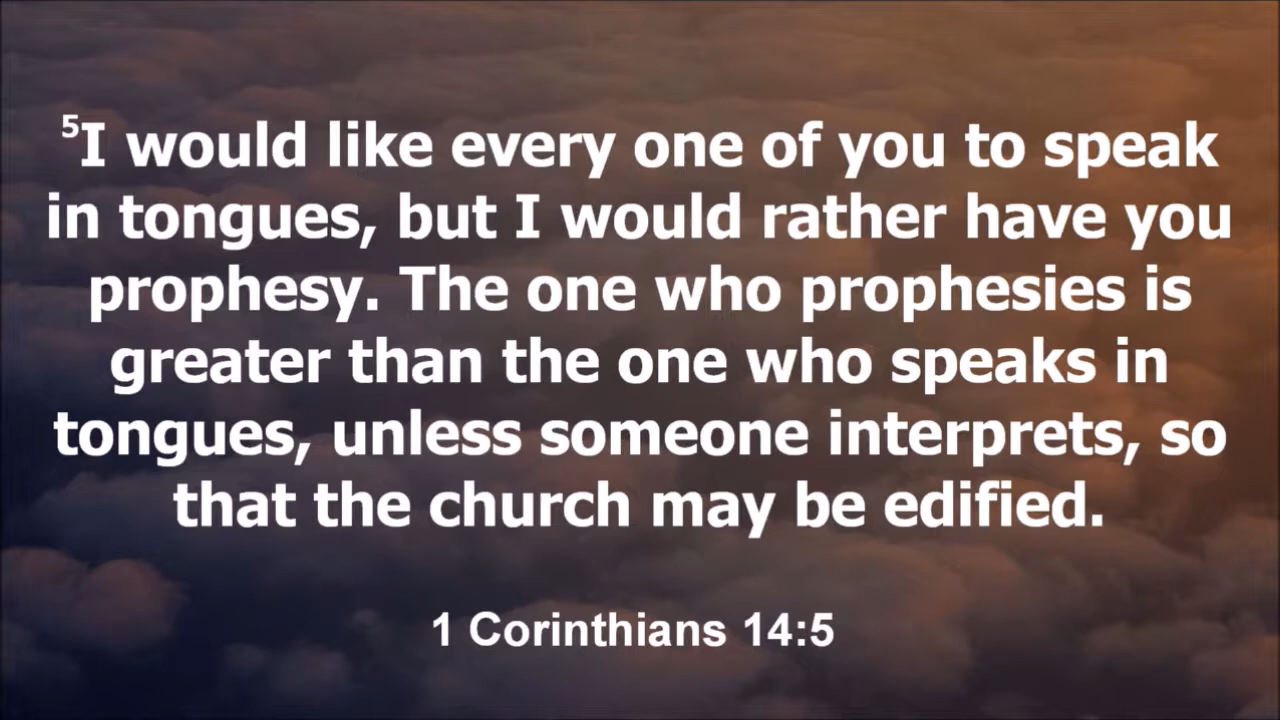 ⁵I would like every one of you to speak
in tongues, but I would rather have you
prophesy. The one who prophesies is
greater than the one who speaks in
tongues, unless someone interprets, so
that the church may be edified.
1 Corinthians 14:5